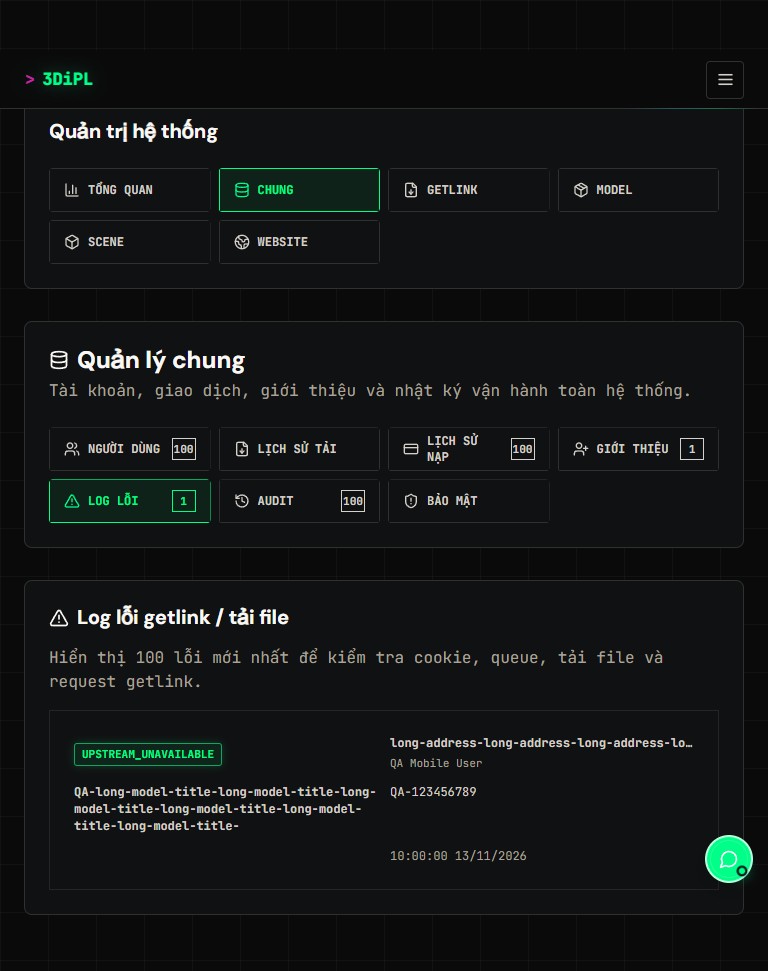 > 3DiPL
Quản trị hệ thống
TỔNG QUAN
CHUNG
GETLINK
MODEL
SCENE
WEBSITE
Quản lý chung
Tài khoản, giao dịch, giới thiệu và nhật ký vận hành toàn hệ thống.
NGƯỜI DÙNG 100
LỊCH SỬ TẢI
LỊCH SỬ
NẠP 100
GIỚI THIỆU 1
LOG LỖI 1
AUDIT 100
BẢO MẬT
Log lỗi getlink / tải file
Hiển thị 100 lỗi mới nhất để kiểm tra cookie, queue, tải file và
request getlink.
UPSTREAM_UNAVAILABLE
QA-long-model-title-long-model-title-long-
model-title-long-model-title-long-model-
title-long-model-title-
long-address-long-address-long-address-lo…
QA Mobile User
QA-123456789
10:00:00 13/11/2026